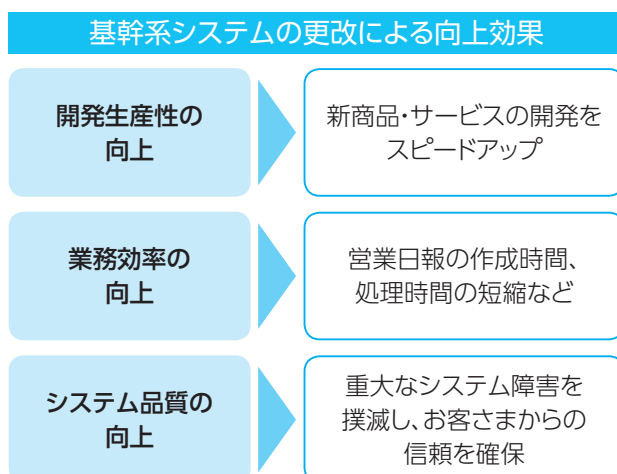 基幹系システムの更改による向上効果
開発生産性の
向上
新商品・サービスの開発を
スピードアップ
業務効率の
向上
営業日報の作成時間、
処理時間の短縮など
システム品質の
向上
重大なシステム障害を
撲滅し、お客さまからの
信頼を確保